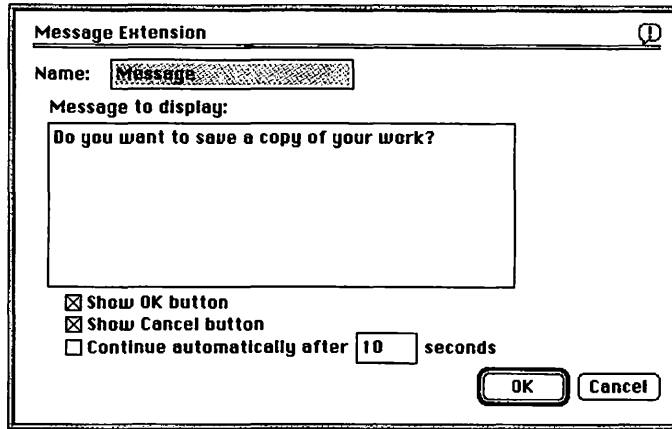 Message Extension
Name: Message
Message to display:
Do you want to save a copy of your work?
Show OK button
Show Cancel button
Continue automatically after 10 seconds
OK Cancel